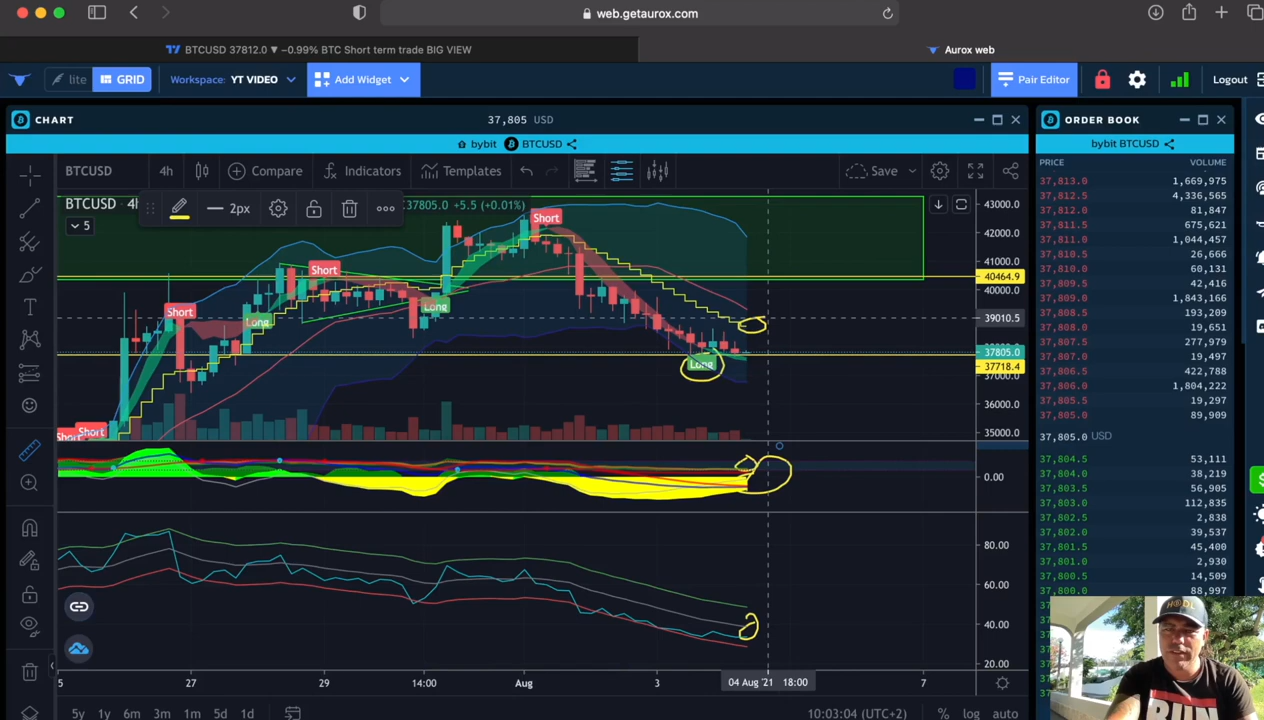 web.getaurox.com
BTCUSD 37812.0 ▼ −0.99% BTC Short term trade BIG VIEW
Aurox web
lite
GRID
Workspace: YT VIDEO
Add Widget
Pair Editor
Logout
CHART
37,805 USD
ORDER BOOK
bybit BTCUSD
bybit BTCUSD
PRICE VOLUME
BTCUSD 4h Compare Indicators Templates Save
BTCUSD · 4h
2px
37805.0 +5.5 (+0.01%)
5
Short
Short
Short
Short
Short
Long
Long
Long
43000.0
42000.0
41000.0
40464.9
40000.0
39010.5
37805.0
37718.4
37000.0
36000.0
35000.0
0.00
80.00
60.00
40.00
20.00
5 27 29 14:00 Aug 3 04 Aug '21 18:00 7
5y 1y 6m 3m 1m 5d 1d
10:03:04 (UTC+2) % log auto
37,813.0 1,669,975
37,812.5 4,336,565
37,812.0 81,847
37,811.5 675,621
37,811.0 1,044,457
37,810.5 26,666
37,810.0 60,131
37,809.5 42,416
37,809.0 1,843,166
37,808.5 193,209
37,808.0 19,651
37,807.5 277,979
37,807.0 19,497
37,806.5 422,788
37,806.0 1,804,222
37,805.5 19,297
37,805.0 89,909
37,805.0 USD
37,804.5 53,111
37,804.0 38,219
37,803.5 56,905
37,803.0 112,835
37,802.5 2,838
37,802.0 39,537
37,801.5 45,400
37,800.5 14,509
37,800.0 88,997
RUN